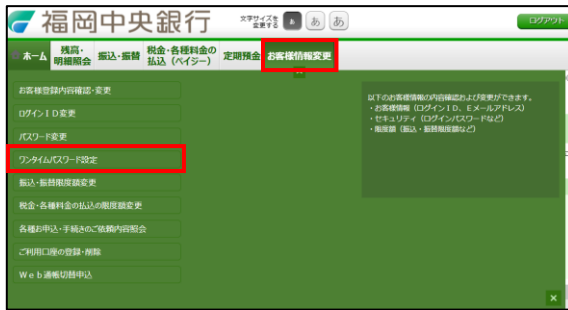 福岡中央銀行
文字サイズを
変更する
あ
あ
あ
ログアウト
ホーム
残高・
明細照会
振込・振替
税金・各種料金の
払込（ペイジー）
定期預金
お客様情報変更
お客様登録内容確認・変更
ログインＩＤ変更
パスワード変更
ワンタイムパスワード設定
振込・振替限度額変更
税金・各種料金の払込の限度額変更
各種お申込・手続きのご依頼内容照会
ご利用口座の登録・削除
Ｗｅｂ通帳切替申込
以下のお客様情報の内容確認および変更ができます。
・お客様情報（ログインＩＤ、Ｅメールアドレス）
・セキュリティ（ログインパスワードなど）
・限度額（振込・振替限度額など）